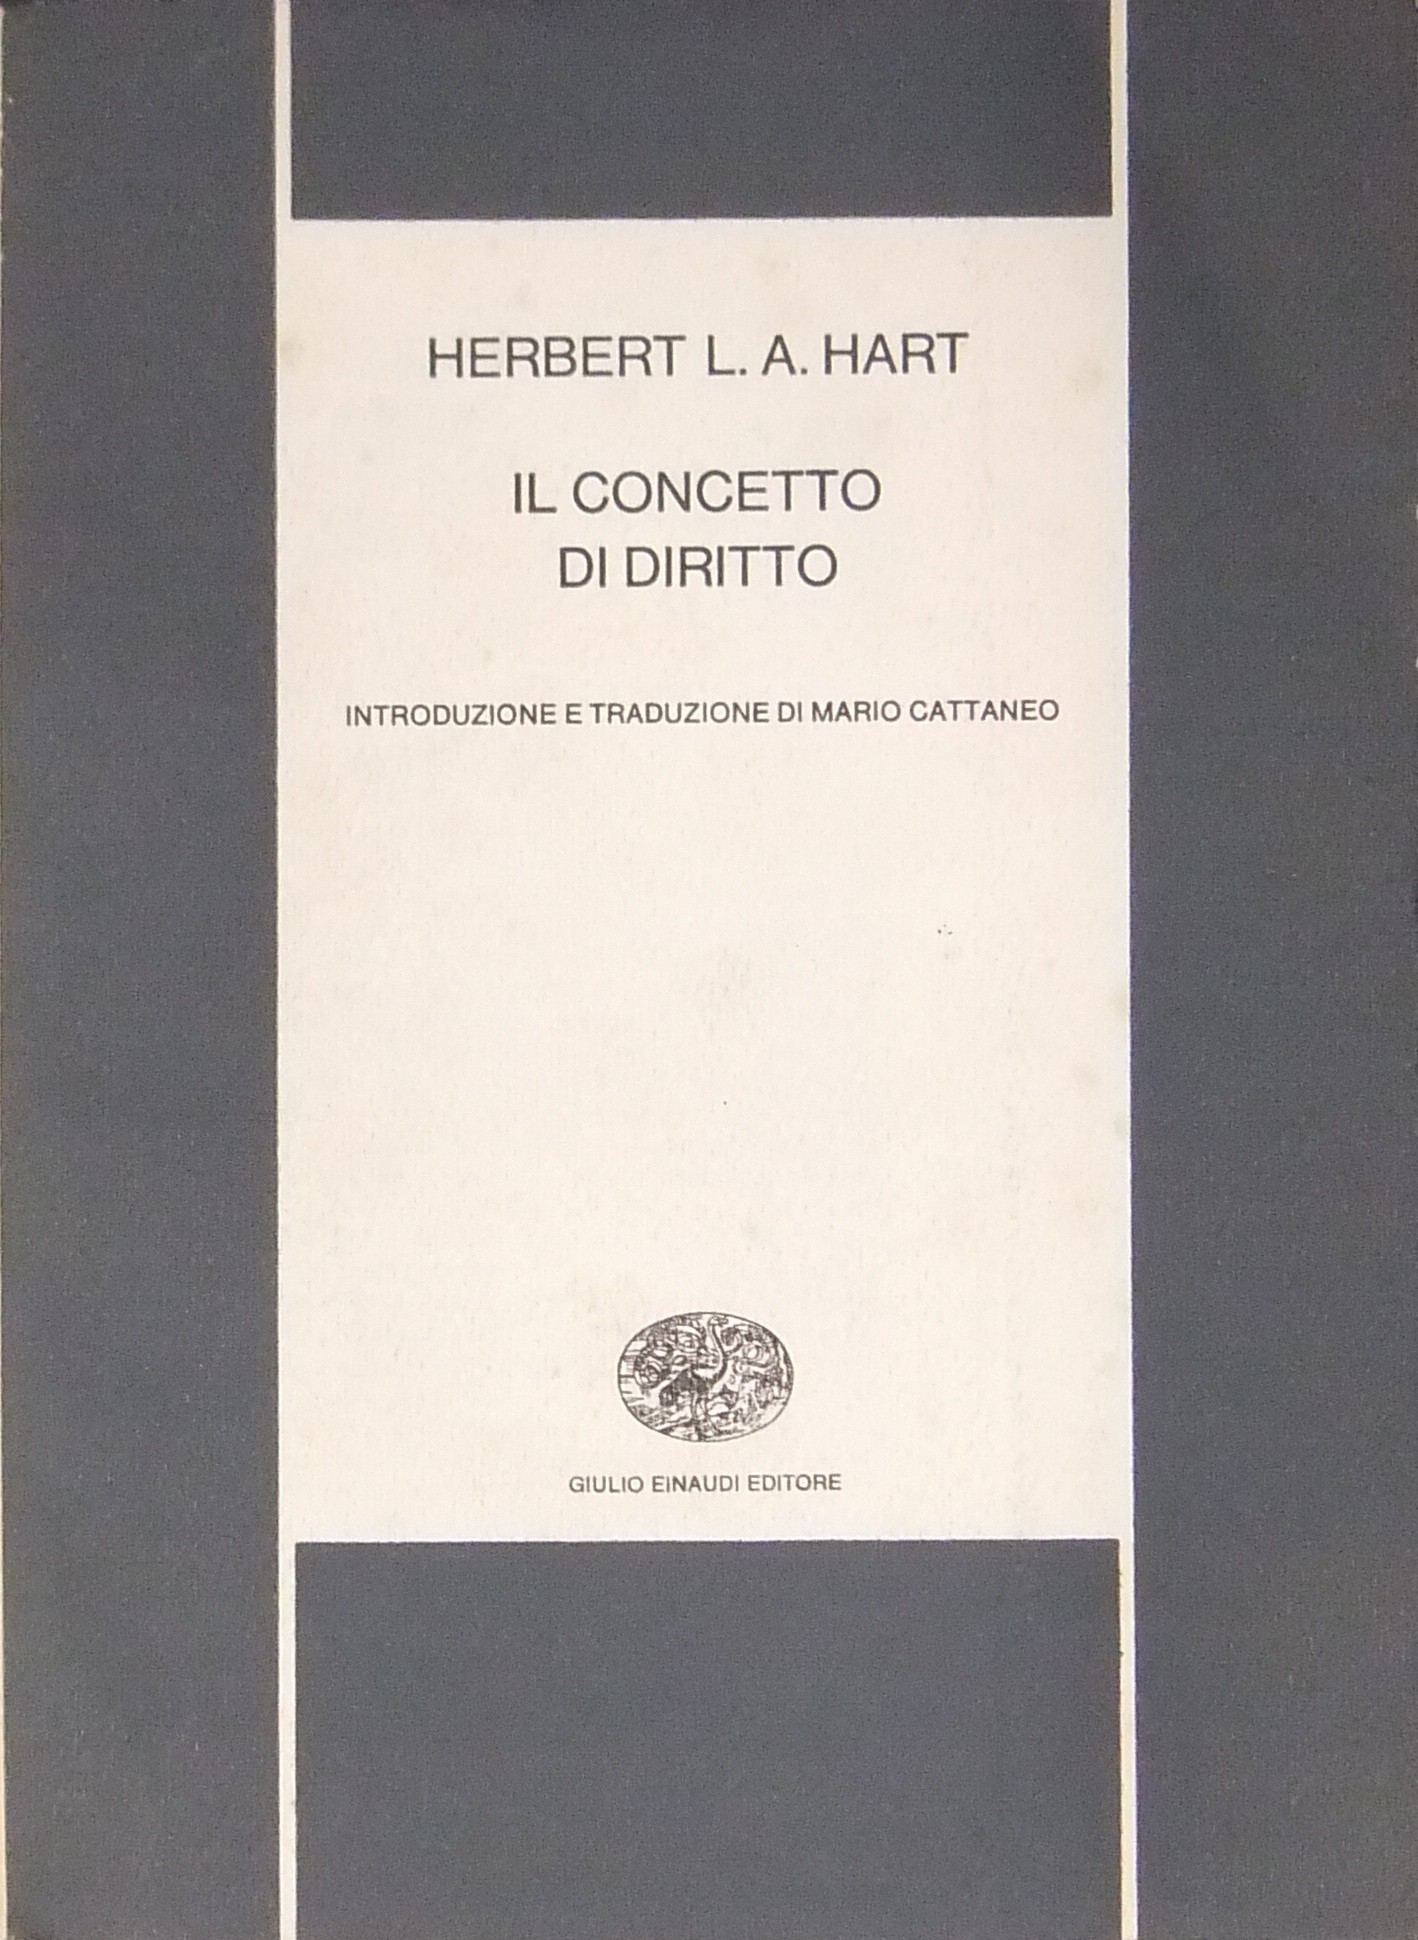 HERBERT L. A. HART
IL CONCETTO
DI DIRITTO
INTRODUZIONE E TRADUZIONE DI MARIO CATTANEO
GIULIO EINAUDI EDITORE